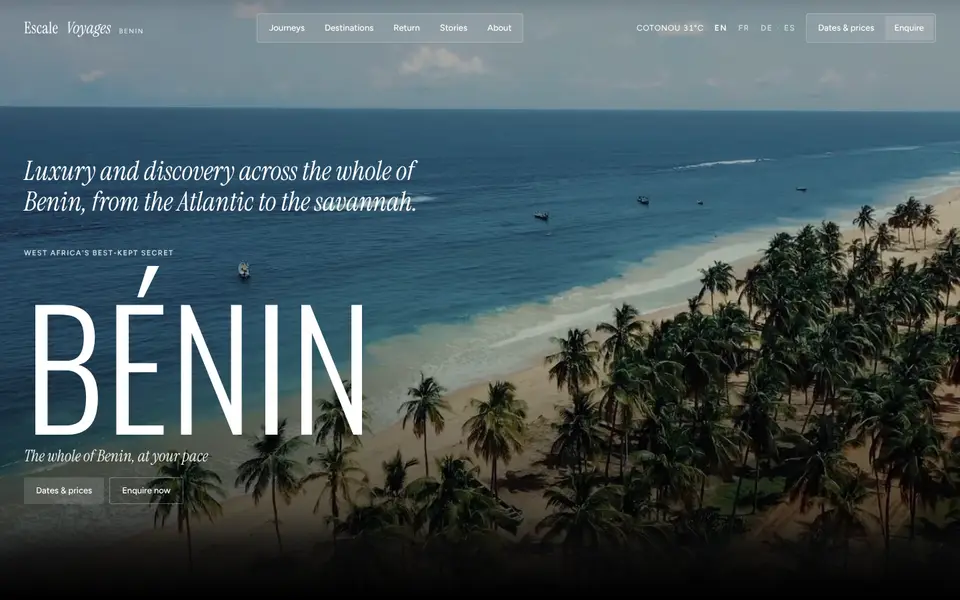 Escale Voyages BENIN
Journeys Destinations Return Stories About
COTONOU 31°C EN FR DE ES
Dates & prices Enquire
Luxury and discovery across the whole of
Benin, from the Atlantic to the savannah.
WEST AFRICA'S BEST-KEPT SECRET
BÉNIN
The whole of Benin, at your pace
Dates & prices Enquire now